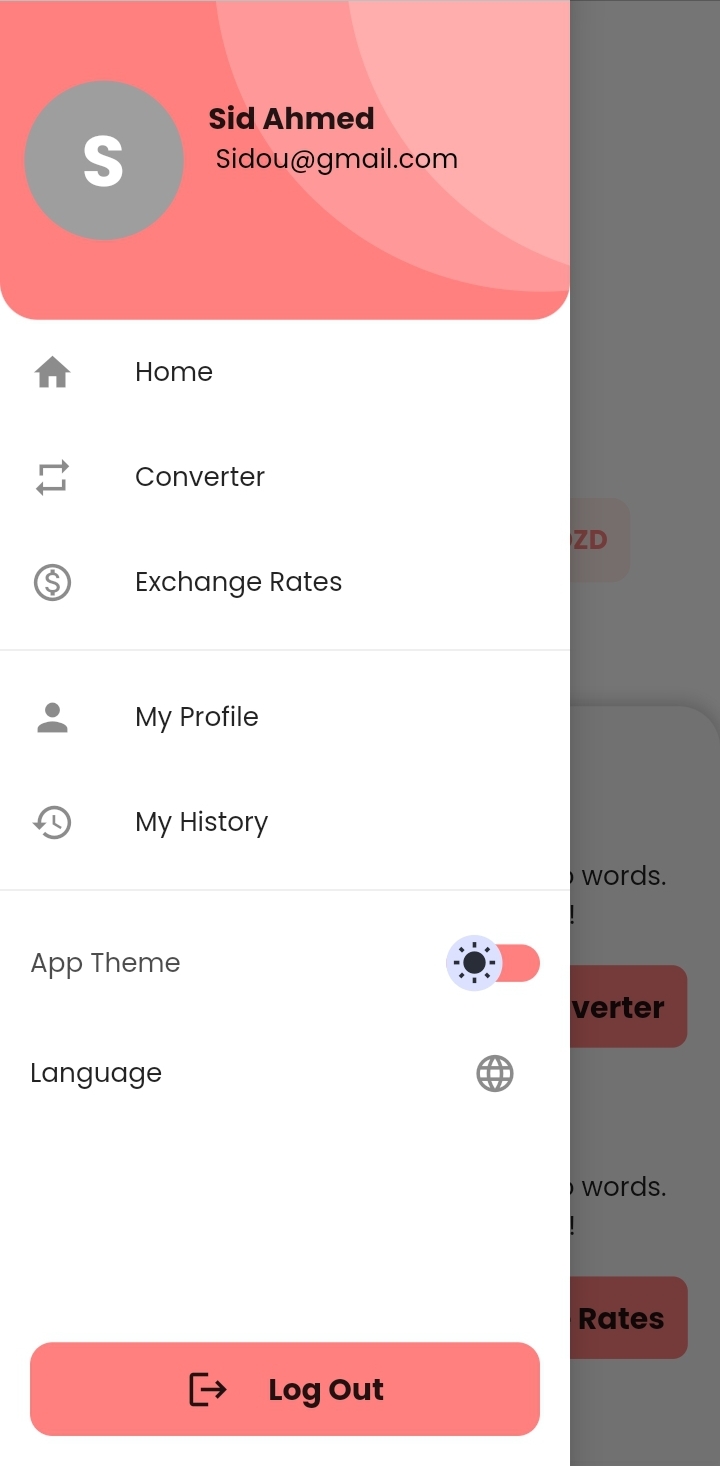 S
Sid Ahmed
Sidou@gmail.com
Home
Converter
Exchange Rates
DZD
My Profile
My History
words.
!
App Theme
verter
Language
words.
!
Rates
Log Out